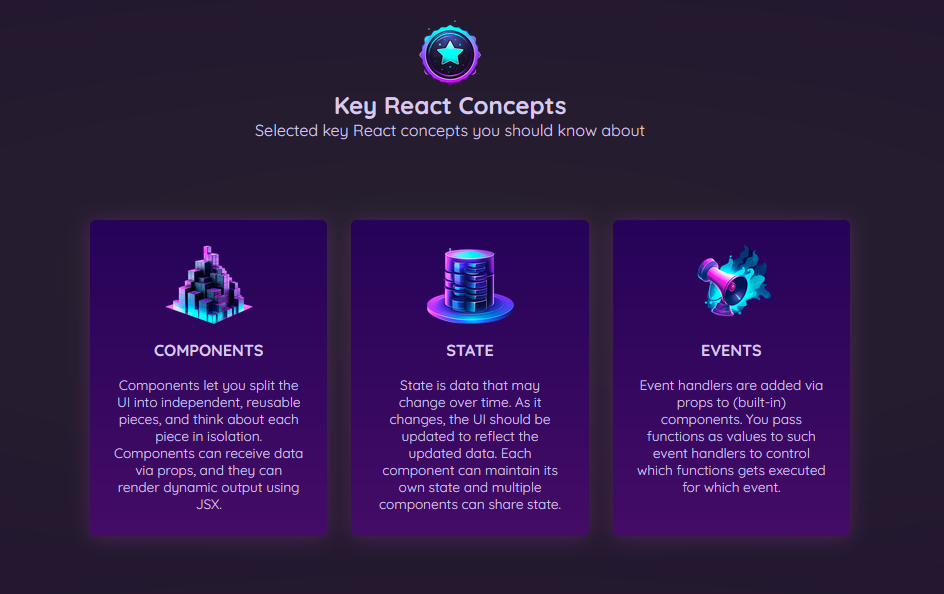 Key React Concepts
Selected key React concepts you should know about
COMPONENTS
Components let you split the
UI into independent, reusable
pieces, and think about each
piece in isolation.
Components can receive data
via props, and they can
render dynamic output using
JSX.
STATE
State is data that may
change over time. As it
changes, the UI should be
updated to reflect the
updated data. Each
component can maintain its
own state and multiple
components can share state.
EVENTS
Event handlers are added via
props to (built-in)
components. You pass
functions as values to such
event handlers to control
which functions gets executed
for which event.